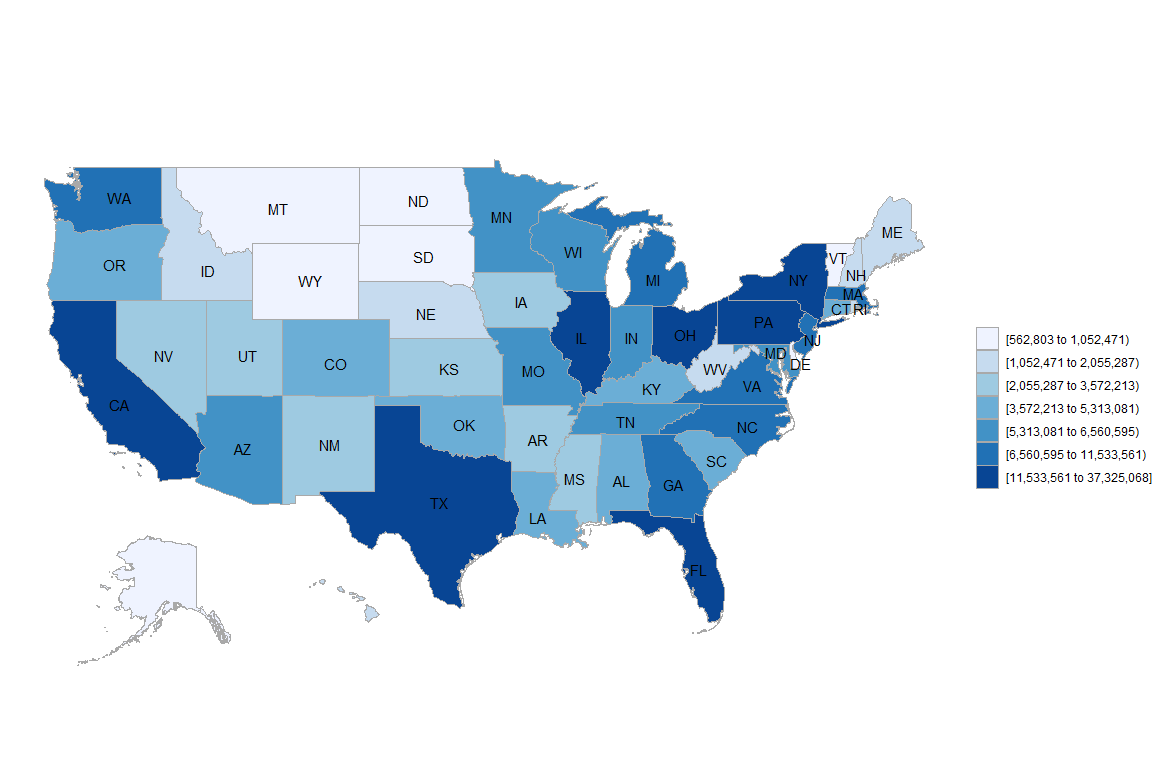 WA
MT
ND
MN
ME
OR
ID
SD
WI
VT
NH
WY
MI
NY
MA
NE
IA
CT RI
PA
NV
UT
CO
KS
IL
IN
OH
NJ
MD
DE
CA
MO
WV
KY
VA
AZ
NM
OK
AR
TN
NC
SC
TX
LA
MS
AL
GA
FL
[562,803 to 1,052,471)
[1,052,471 to 2,055,287)
[2,055,287 to 3,572,213)
[3,572,213 to 5,313,081)
[5,313,081 to 6,560,595)
[6,560,595 to 11,533,561)
[11,533,561 to 37,325,068]